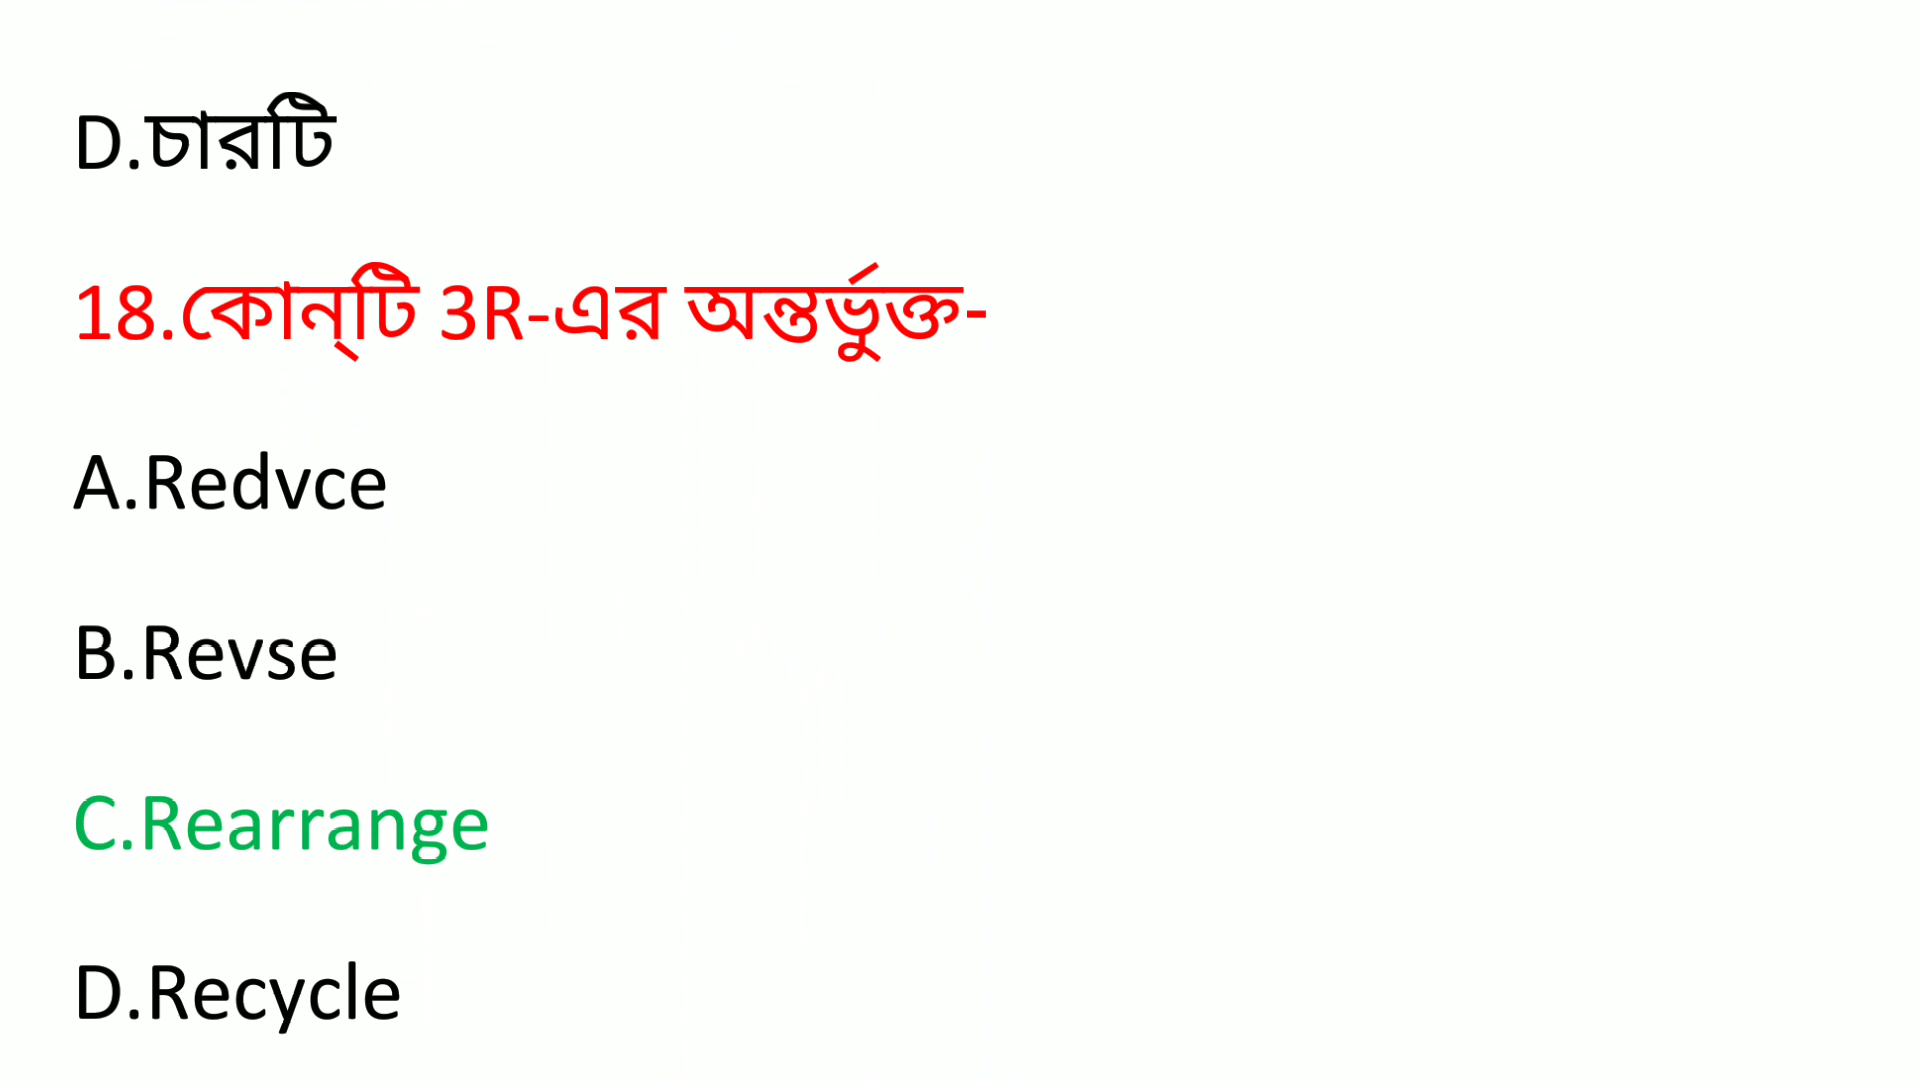 D.চারটি
18.কোন্‌টি 3R-এর অন্তর্ভুক্ত-
A.Redvce
B.Revse
C.Rearrange
D.Recycle